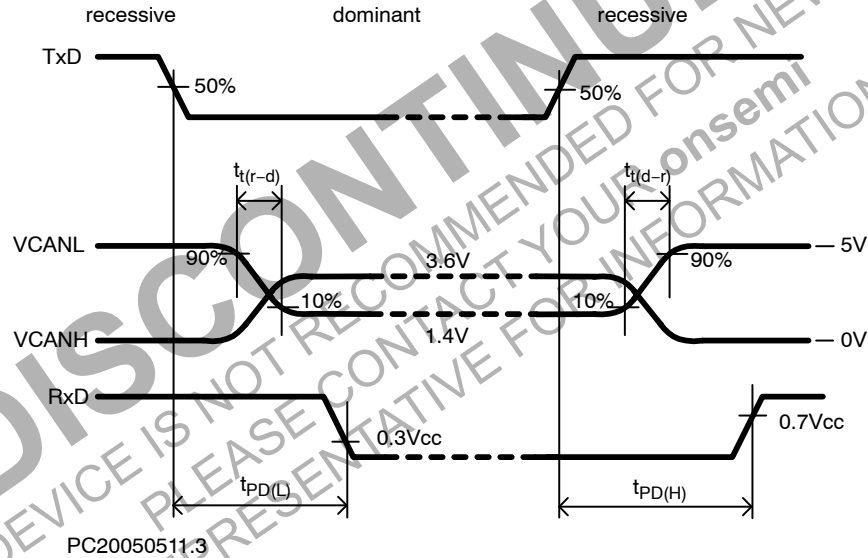 recessive dominant recessive
TxD
50% 50%
t t(r−d) t t(d−r)
VCANL 5V
90% 3.6V 90%
10% 10%
1.4V
VCANH 0V
RxD
0.3Vcc 0.7Vcc
tPD(L) tPD(H)
PC20050511.3
DISCONTINU
DEVICE IS NOT RECOMMENDED FOR NEW
PLEASE CONTACT YOUR onsemi
REPRESENTATIVE FOR INFORMATION